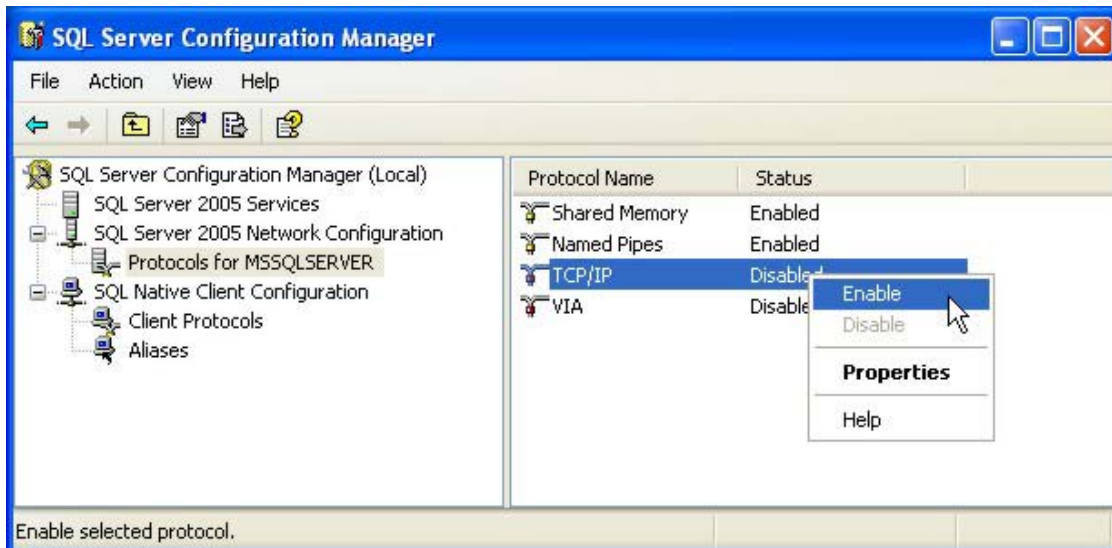 SQL Server Configuration Manager
File Action View Help
SQL Server Configuration Manager (Local)
SQL Server 2005 Services
SQL Server 2005 Network Configuration
Protocols for MSSQLSERVER
SQL Native Client Configuration
Client Protocols
Aliases
Protocol Name Status
Shared Memory Enabled
Named Pipes Enabled
TCP/IP Disabled
VIA Disable
Enable
Disable
Properties
Help
Enable selected protocol.